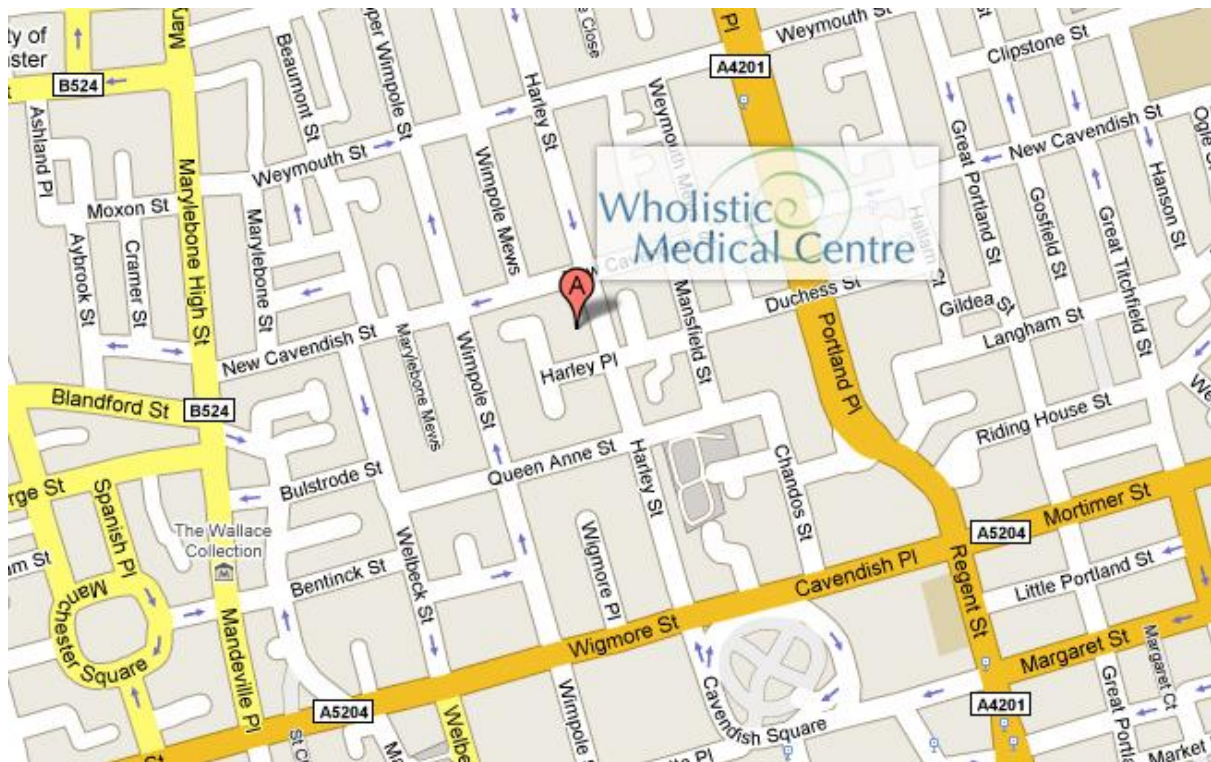 Weymouth St
Clipstone St
A4201
B524
ty of
ster
Beaumont St
Harley St
Weymouth St
Moxon St
Ashland Pl
Aybrook St
Cramer St
Marylebone High St
Marylebone St
Wimpole Mews
Great Portland St
New Cavendish St
Gosfield St
Great Titchfield St
Hanson St
Wholistic
Medical Centre
A
New Cavendish St
Marylebone Mews
Wimpole St
Harley Pl
Mansfield St
Duchess St
Portland Pl
Gildea St
Langham St
Riding House St
Blandford St
B524
Bulstrode St
Queen Anne St
Harley St
Chandos St
Spanish Pl
The Wallace
Collection
Bentinck St
Welbeck St
Wigmore Pl
Manchester Square
Mandeville Pl
Wigmore St
Cavendish Pl
A5204
Mortimer St
Regent St
Little Portland St
Margaret St
Margaret Ct
A4201
A5204
Wimpole St
Cavendish Square
Market